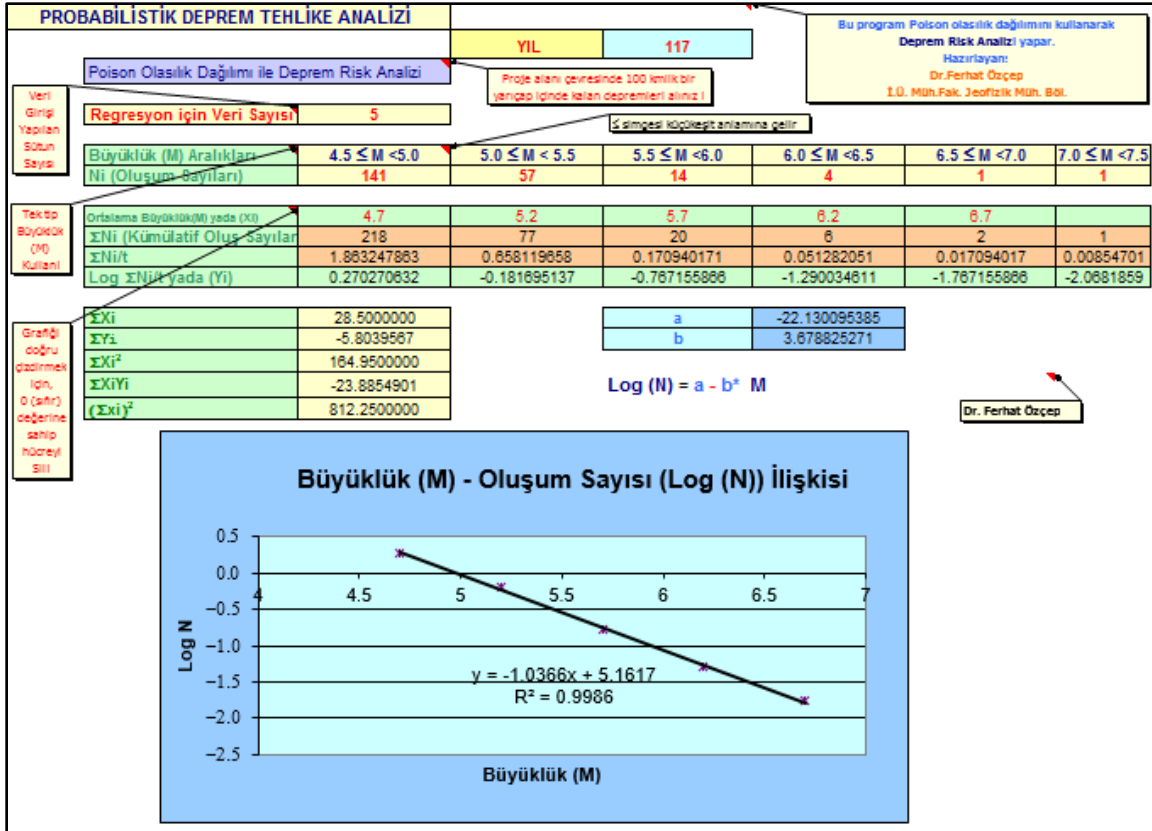 PROBABİLİSTİK DEPREM TEHLİKE ANALİZİ
YIL 117
Bu program Poison olasılık dağılımını kullanarak
Deprem Risk Analizi yapar.
Hazırlayan:
Dr.Ferhat Özçep
İ.Ü. Müh.Fak. Jeofizik Müh. Böl.
Poison Olasılık Dağılımı ile Deprem Risk Analizi
Proje alanı çevresinde 100 kmlik bir
yarıçap içinde kalan depremleri alınız !
Veri
Girişi
Yapılan
Sütun
Sayısı
Regresyon için Veri Sayısı 5
≤ simgesi küçükeşit anlamına gelir
Büyüklük (M) Aralıkları 4.5 ≤ M <5.0 5.0 ≤ M < 5.5 5.5 ≤ M <6.0 6.0 ≤ M <6.5 6.5 ≤ M <7.0 7.0 ≤ M <7.5
Ni (Oluşum Sayıları) 141 57 14 4 1 1
Tek tip
Büyüklük
(M)
Kullanı
Ortalama Büyüklük(M) yada (Xi) 4.7 5.2 5.7 6.2 6.7
ΣNi (Kümülatif Oluş Sayılar 218 77 20 6 2 1
ΣNi/t 1.863247863 0.658119658 0.170940171 0.051282051 0.017094017 0.00854701
Log ΣNi/t yada (Yi) 0.270270632 -0.181695137 -0.767155866 -1.290034611 -1.767155866 -2.0681859
Grafiği
doğru
çizdirmek
için,
0 (sıfır)
değerine
sahip
hücreyi
Sil!
ΣXi 28.5000000
ΣYi -5.8039567
ΣXi² 164.9500000
ΣXiYi -23.8854901
(Σxi)² 812.2500000
a -22.130095385
b 3.678825271
Log (N) = a - b* M
Dr. Ferhat Özçep
Büyüklük (M) - Oluşum Sayısı (Log (N)) İlişkisi
0.5
0.0
4 4.5 5 5.5 6 6.5 7
−0.5
−1.0
−1.5
−2.0
−2.5
Log N
y = -1.0366x + 5.1617
R² = 0.9986
Büyüklük (M)